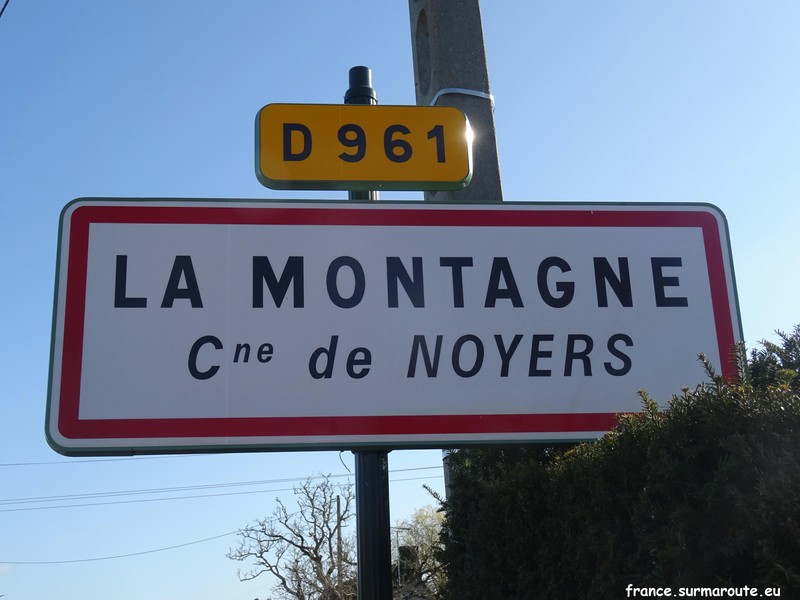 D 961
LA MONTAGNE
Cne de NOYERS
france.surmaroute.eu